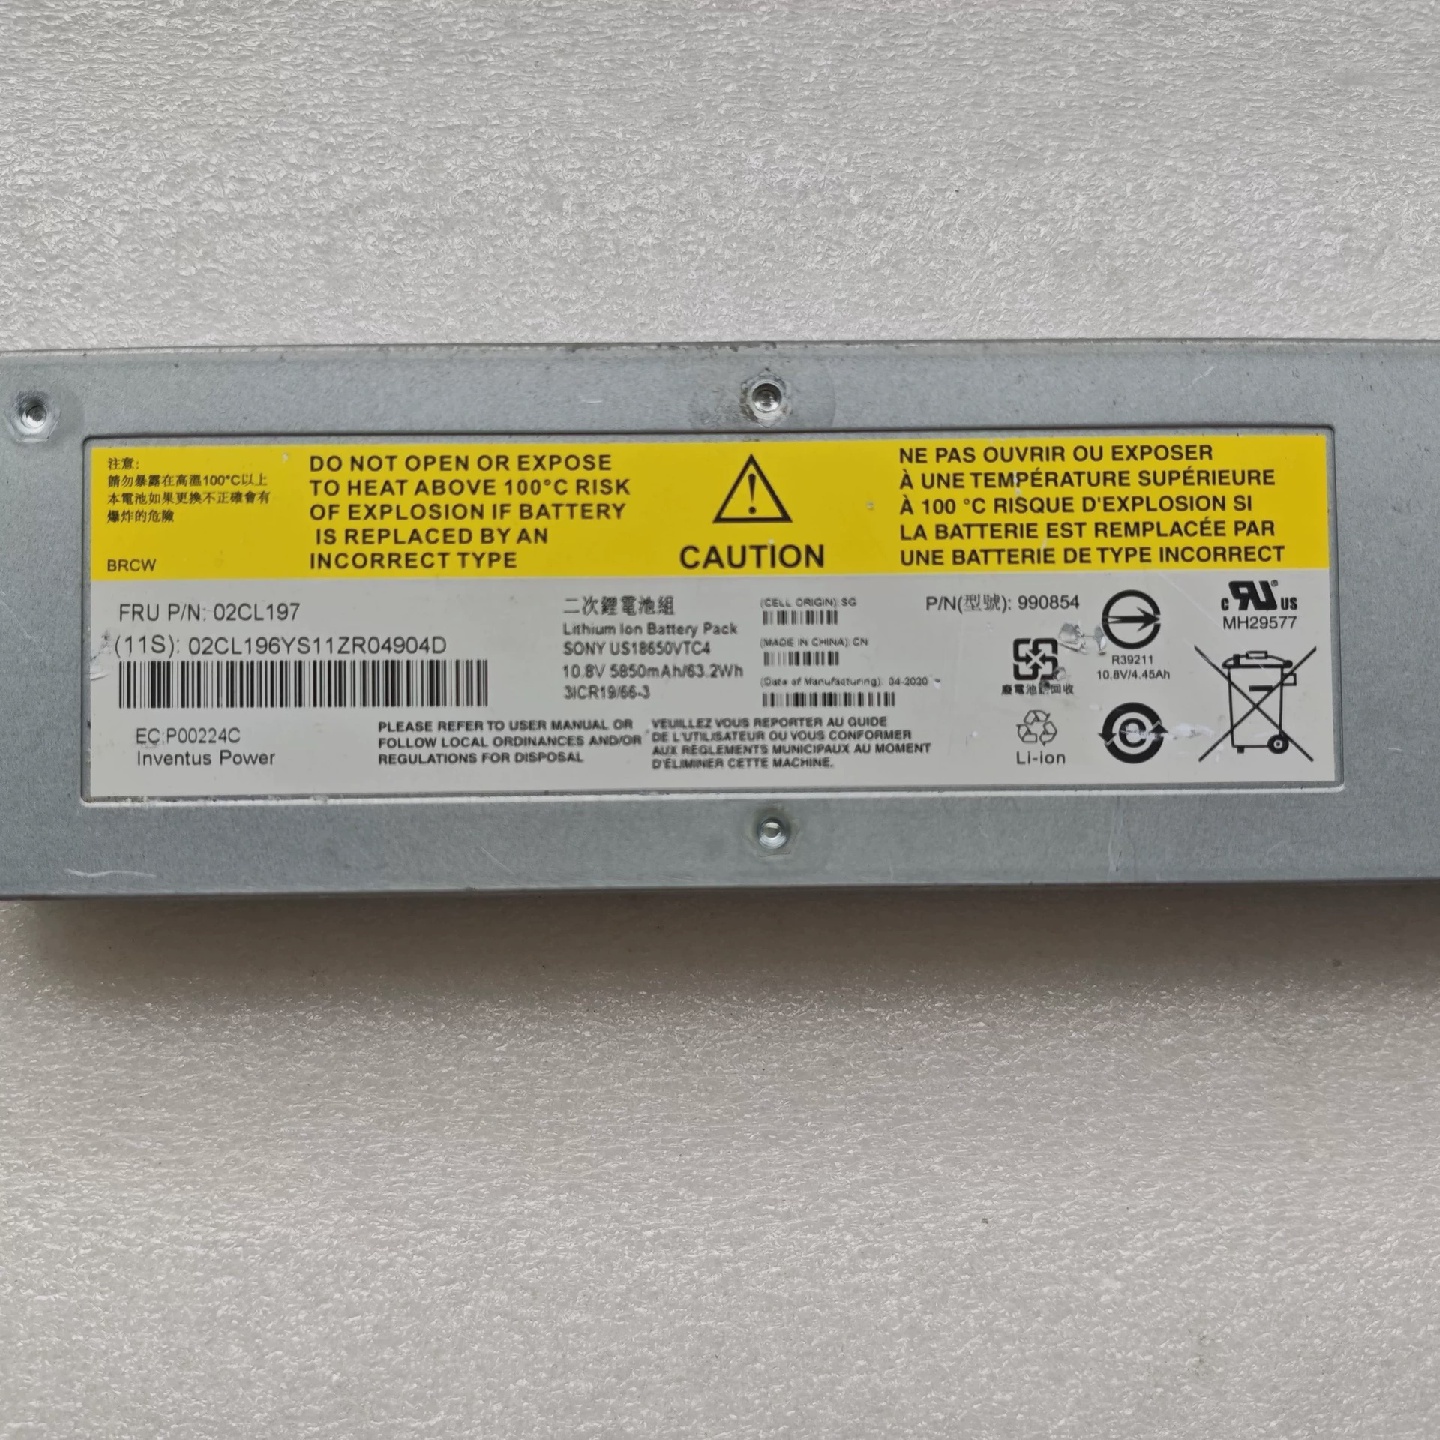 注意:
請勿暴露在高溫100°C以上
本電池如果更換不正確會有
爆炸的危險
BRCW
DO NOT OPEN OR EXPOSE
TO HEAT ABOVE 100°C RISK
OF EXPLOSION IF BATTERY
IS REPLACED BY AN
INCORRECT TYPE
CAUTION
NE PAS OUVRIR OU EXPOSER
À UNE TEMPÉRATURE SUPÉRIEURE
À 100 °C RISQUE D'EXPLOSION SI
LA BATTERIE EST REMPLACÉE PAR
UNE BATTERIE DE TYPE INCORRECT
FRU P/N: 02CL197
(11S): 02CL196YS11ZR04904D
EC:P00224C
Inventus Power
二次鋰電池組
Lithium Ion Battery Pack
SONY US18650VTC4
10.8V 5850mAh/63.2Wh
3ICR19/66-3
(CELL ORIGIN): SG
(MADE IN CHINA): CN
(Date of Manufacturing): 04-2020
PLEASE REFER TO USER MANUAL OR
FOLLOW LOCAL ORDINANCES AND/OR
REGULATIONS FOR DISPOSAL
VEUILLEZ VOUS REPORTER AU GUIDE
DE L'UTILISATEUR OU VOUS CONFORMER
AUX RÈGLEMENTS MUNICIPAUX AU MOMENT
D'ÉLIMINER CETTE MACHINE.
P/N(型號): 990854
R39211
10.8V/4.45Ah
c RU us
MH29577
廢電池回收
Li-ion